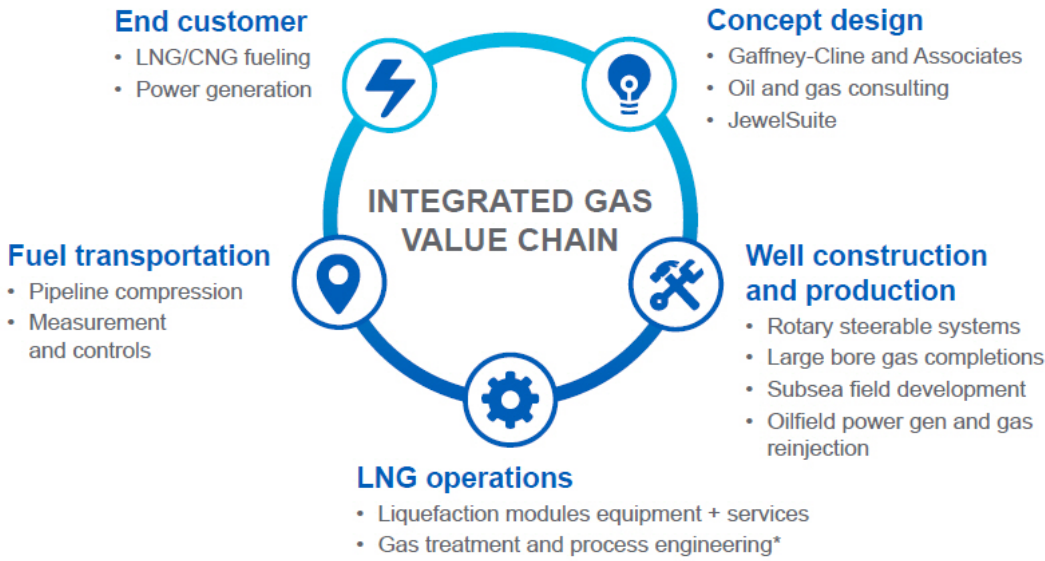 End customer
• LNG/CNG fueling
• Power generation
Concept design
• Gaffney-Cline and Associates
• Oil and gas consulting
• JewelSuite
INTEGRATED GAS
VALUE CHAIN
Fuel transportation
• Pipeline compression
• Measurement
and controls
Well construction
and production
• Rotary steerable systems
• Large bore gas completions
• Subsea field development
• Oilfield power gen and gas
reinjection
LNG operations
• Liquefaction modules equipment + services
• Gas treatment and process engineering*